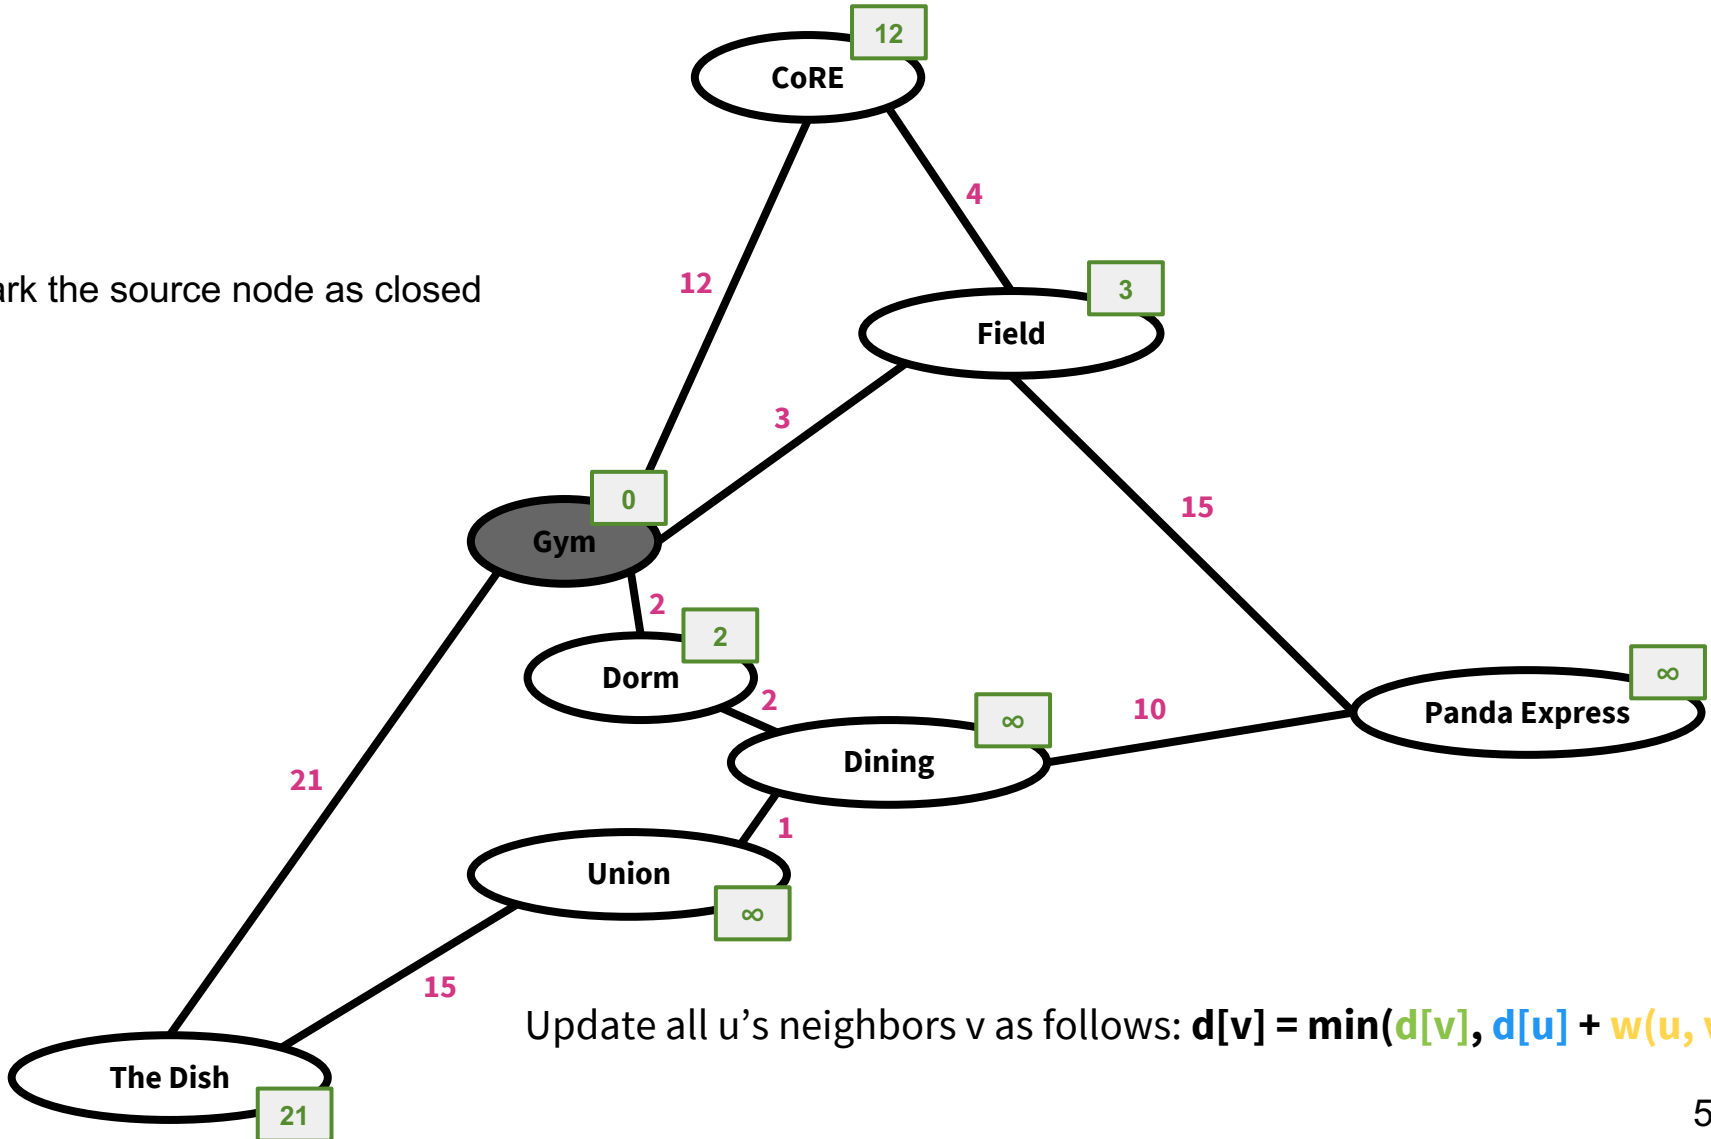 12
CoRE
4
ark the source node as closed
12
3
Field
3
15
0
Gym
2
2
Dorm
∞
2
∞
10
Panda Express
Dining
21
1
Union
∞
15
Update all u’s neighbors v as follows: d[v] = min(d[v], d[u] + w(u, v
The Dish
21
5